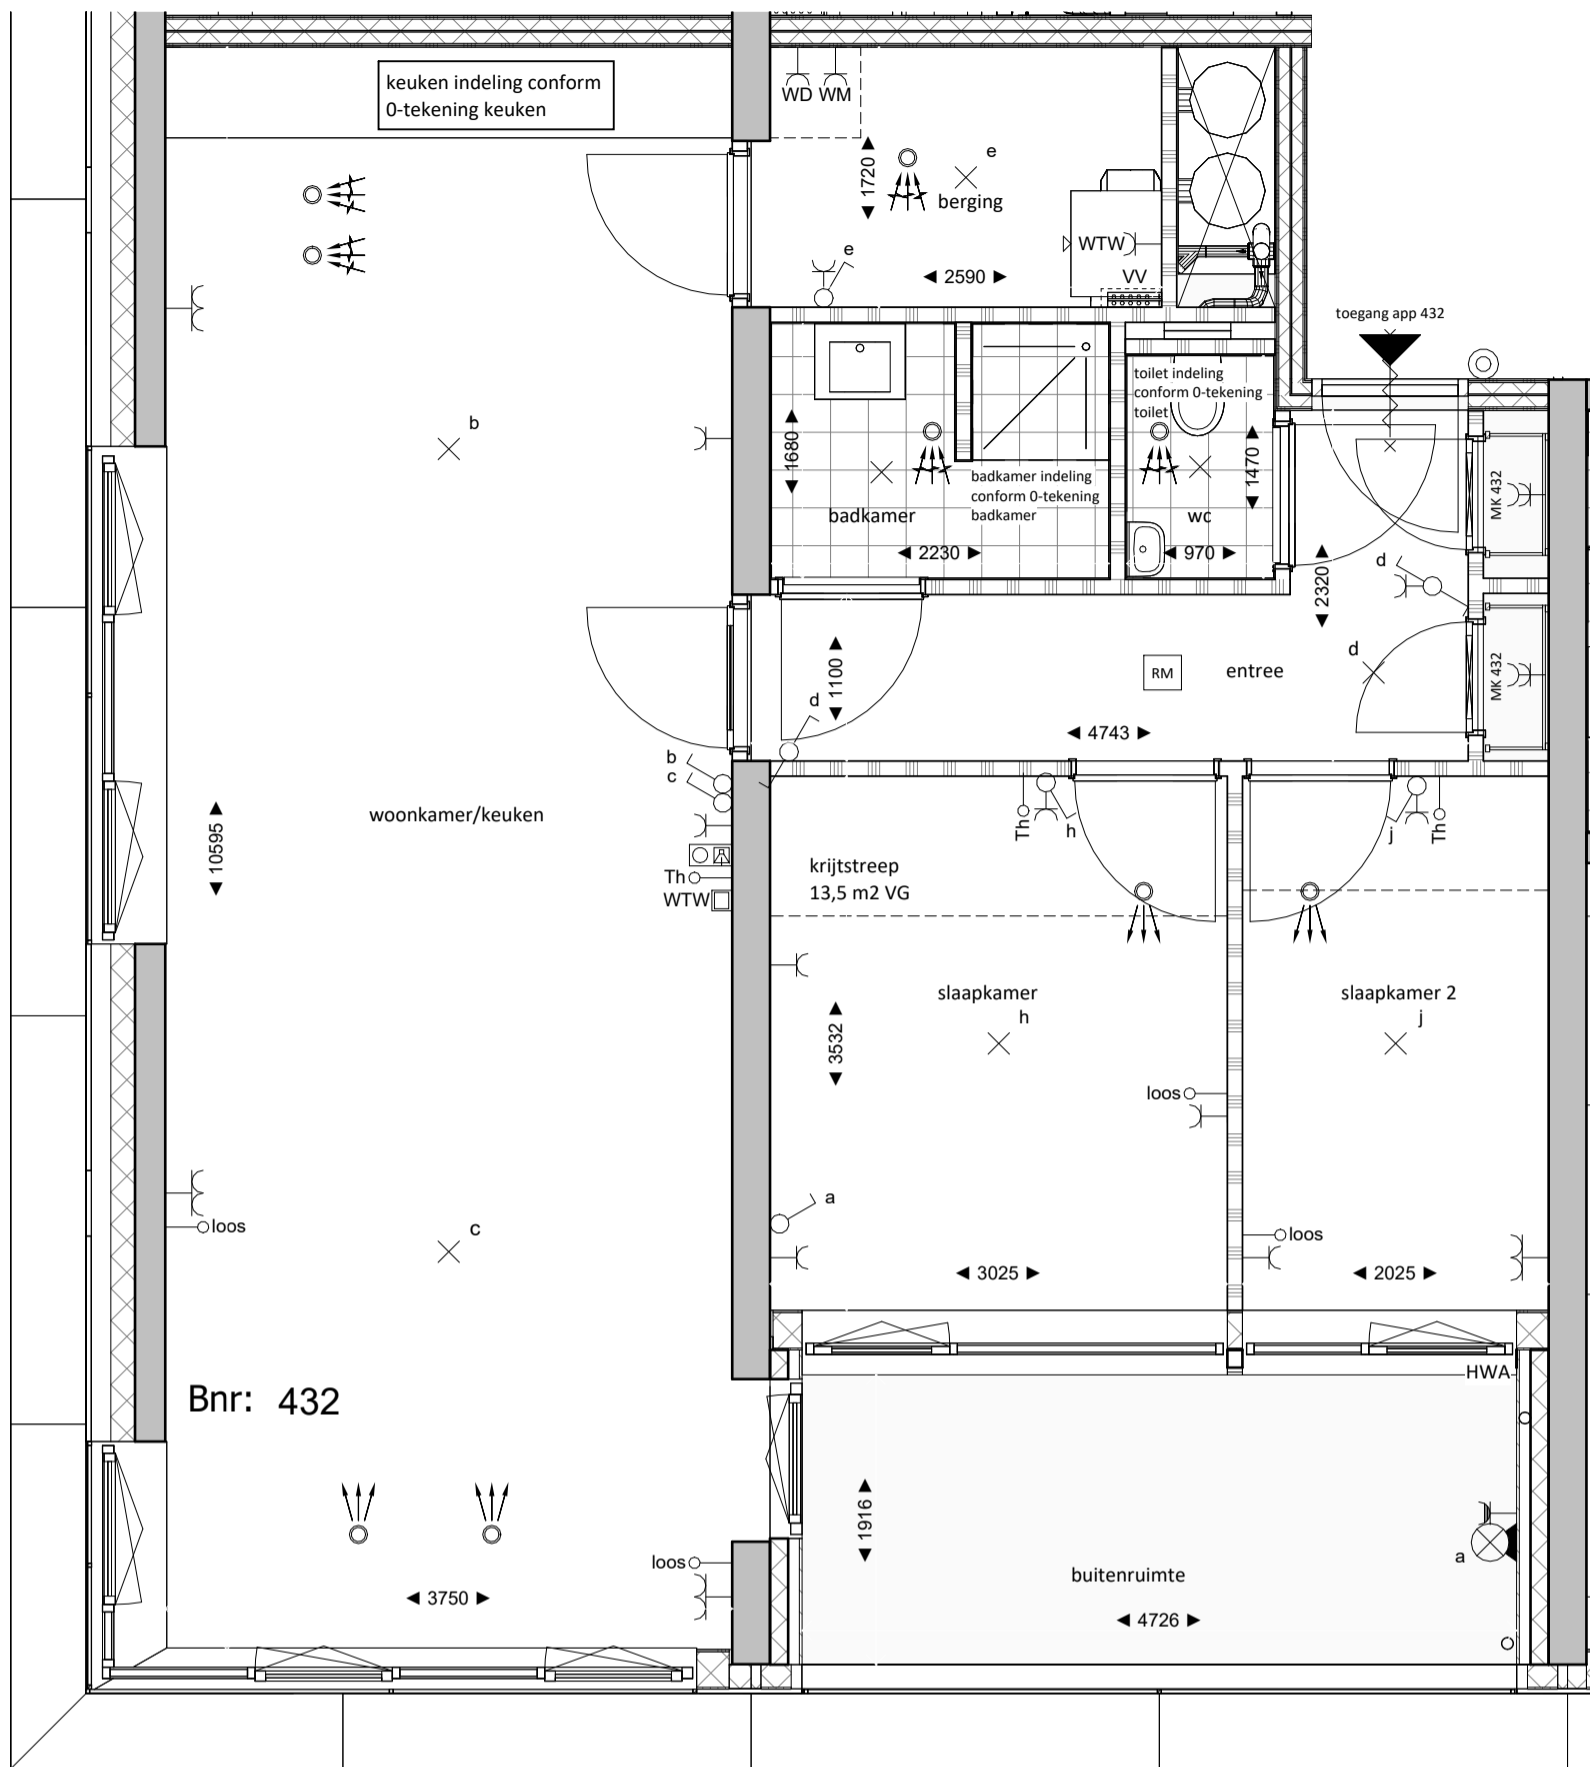 keuken indeling conform
0-tekening keuken
WD WM
1720
e
berging
WTW
e
2590
VV
toegang app 432
toilet indeling
conform 0-tekening
toilet
b
1680
1470
MK 432
badkamer indeling
conform 0-tekening
badkamer
badkamer
wc
2230
970
d
2320
d
1100
RM
entree
MK 432
d
4743
b
c
woonkamer/keuken
10595
Th
h
j
Th
krijtstreep
13,5 m2 VG
Th
WTW
slaapkamer
h
slaapkamer 2
j
3532
loos
a
loos
loos
c
3025
2025
HWA
Bnr: 432
1916
loos
a
buitenruimte
3750
4726